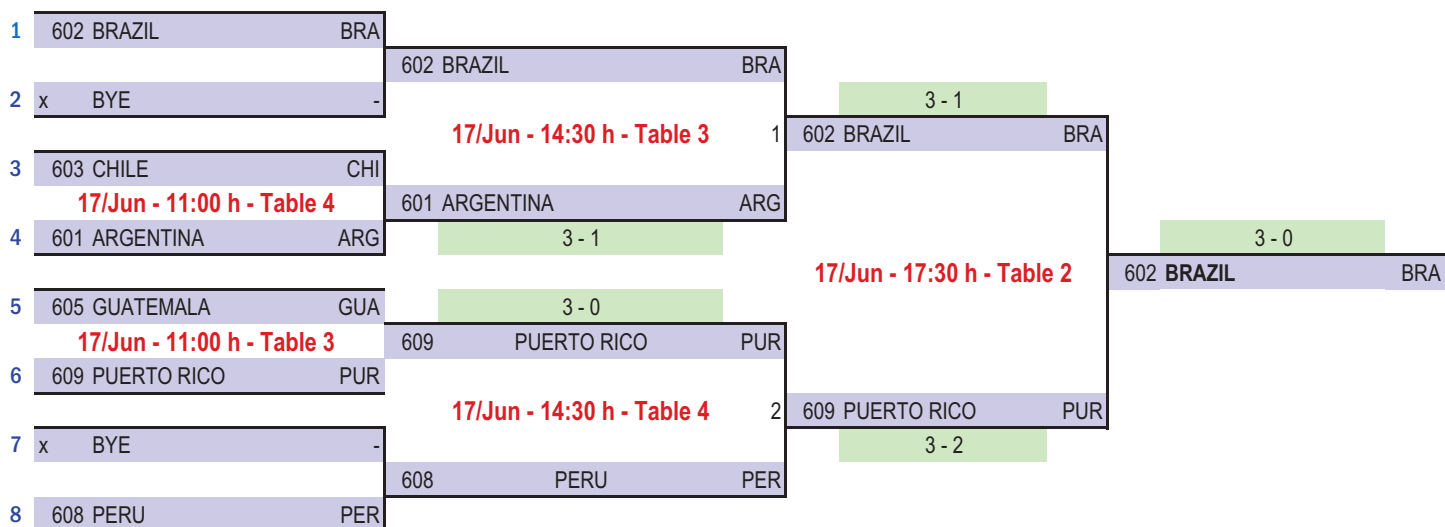 1 602 BRAZIL BRA
602 BRAZIL BRA
2 x BYE -
3 - 1
17/Jun - 14:30 h - Table 3 1
602 BRAZIL BRA
3 603 CHILE CHI
17/Jun - 11:00 h - Table 4
601 ARGENTINA ARG
4 601 ARGENTINA ARG
3 - 1
3 - 0
17/Jun - 17:30 h - Table 2
602 BRAZIL BRA
5 605 GUATEMALA GUA
3 - 0
17/Jun - 11:00 h - Table 3
609 PUERTO RICO PUR
6 609 PUERTO RICO PUR
17/Jun - 14:30 h - Table 4 2
609 PUERTO RICO PUR
7 x BYE -
3 - 2
608 PERU PER
8 608 PERU PER